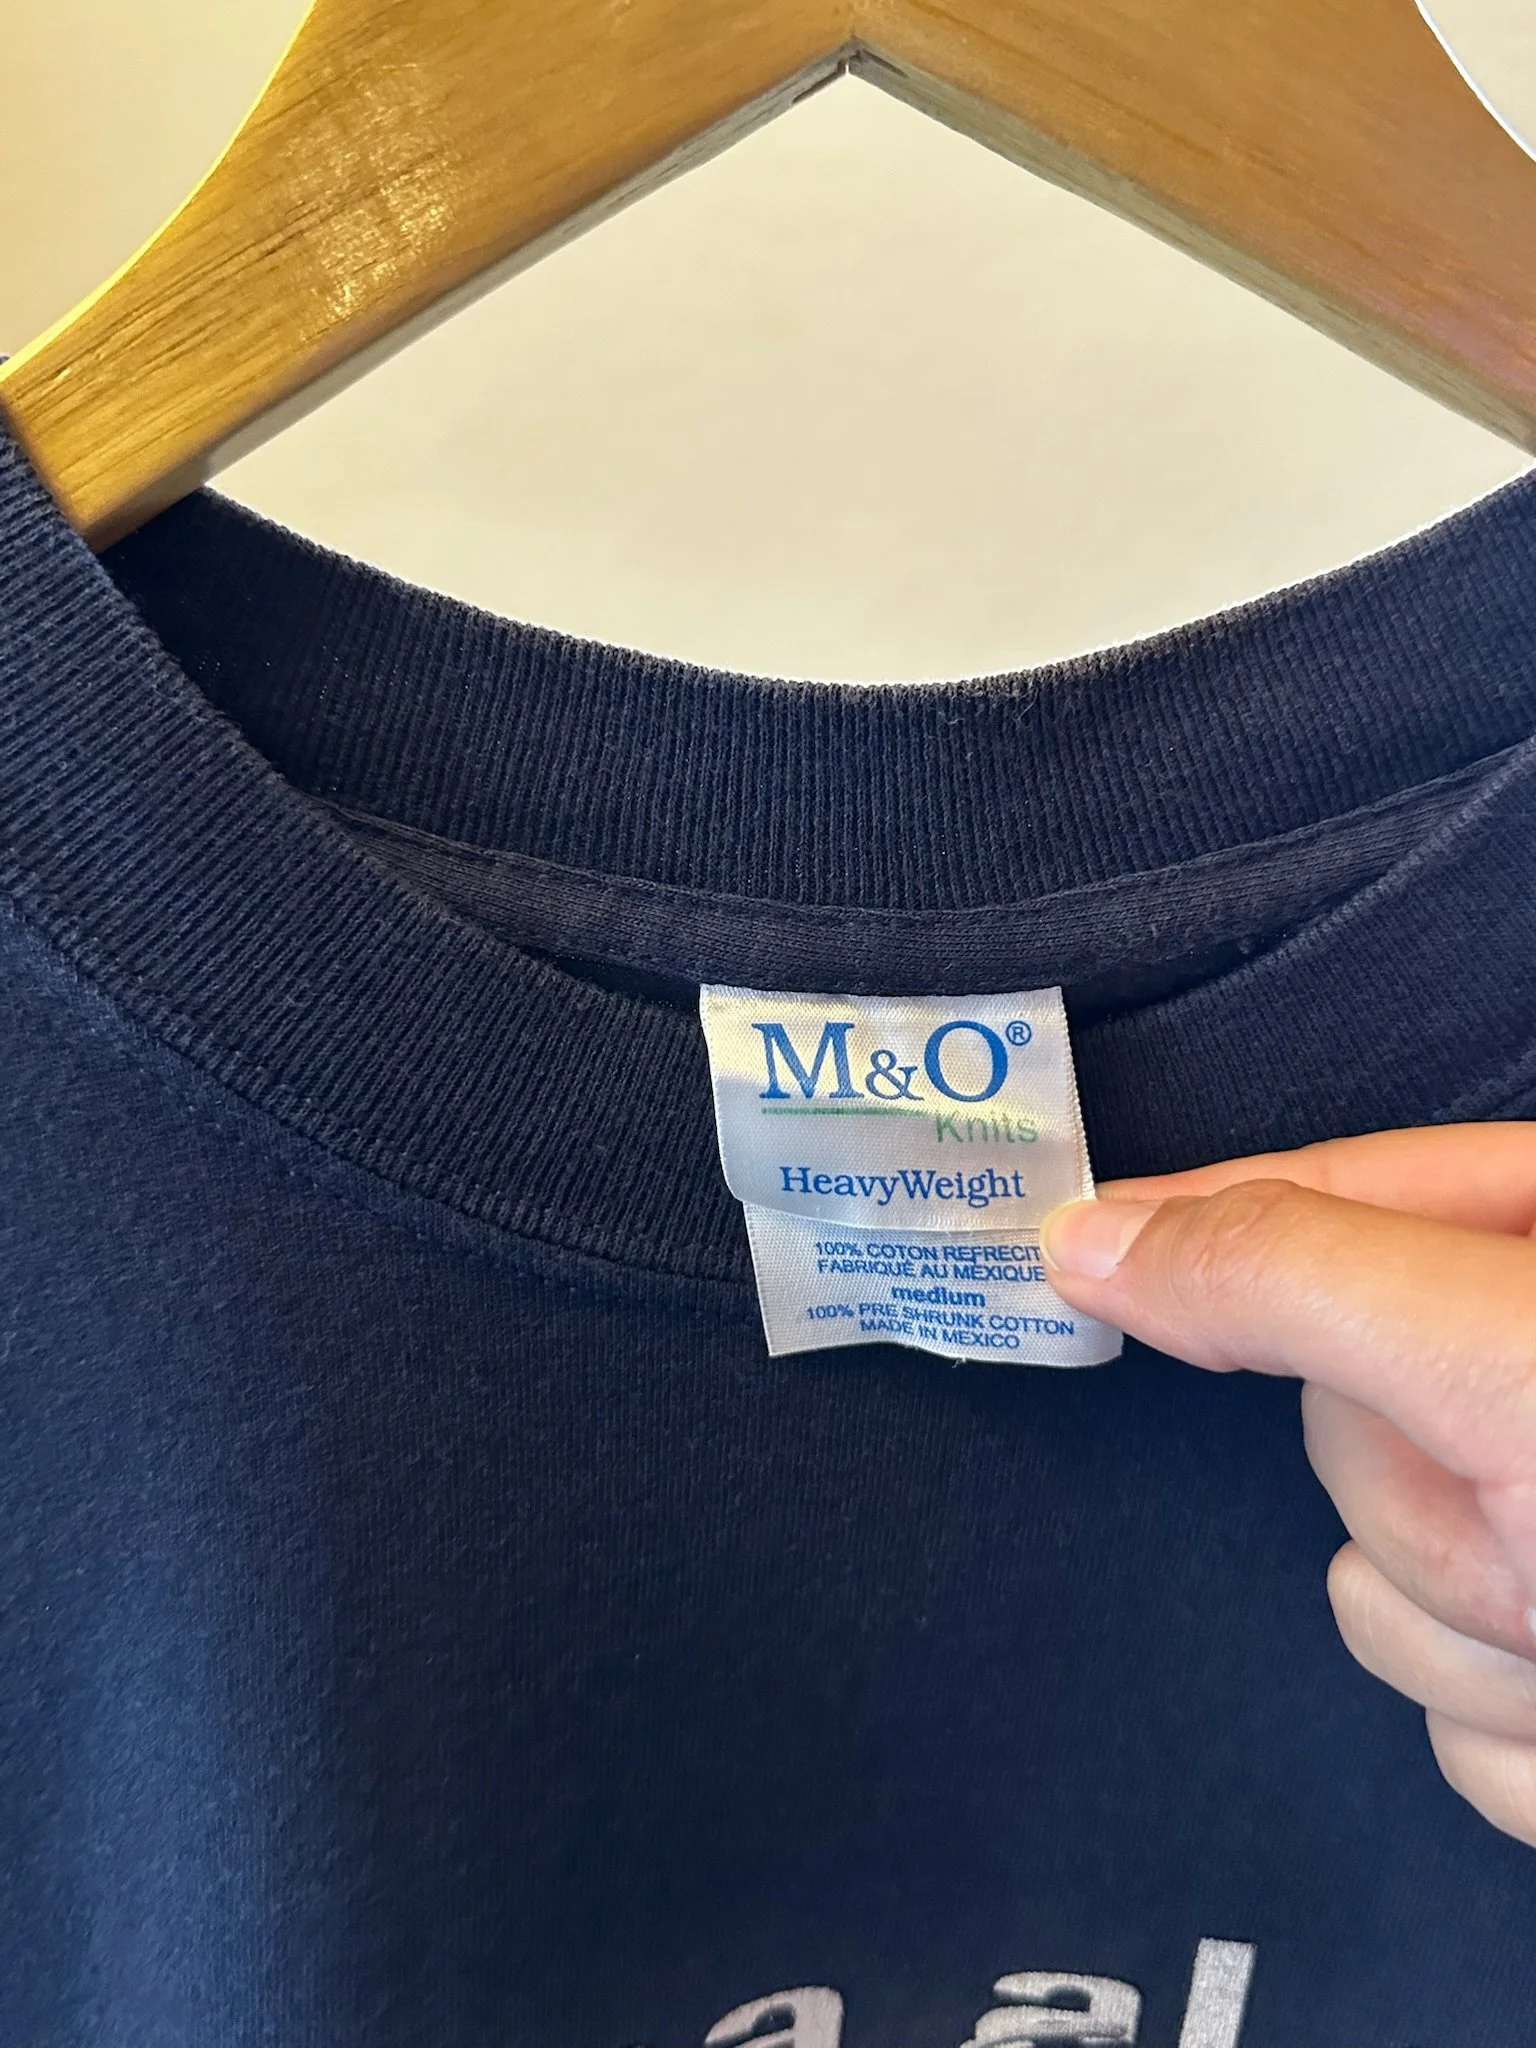 M&O®
Knits
HeavyWeight
100% COTON REFRECIT
FABRIQUÉ AU MEXIQUE
medium
100% PRE SHRUNK COTTON
MADE IN MEXICO